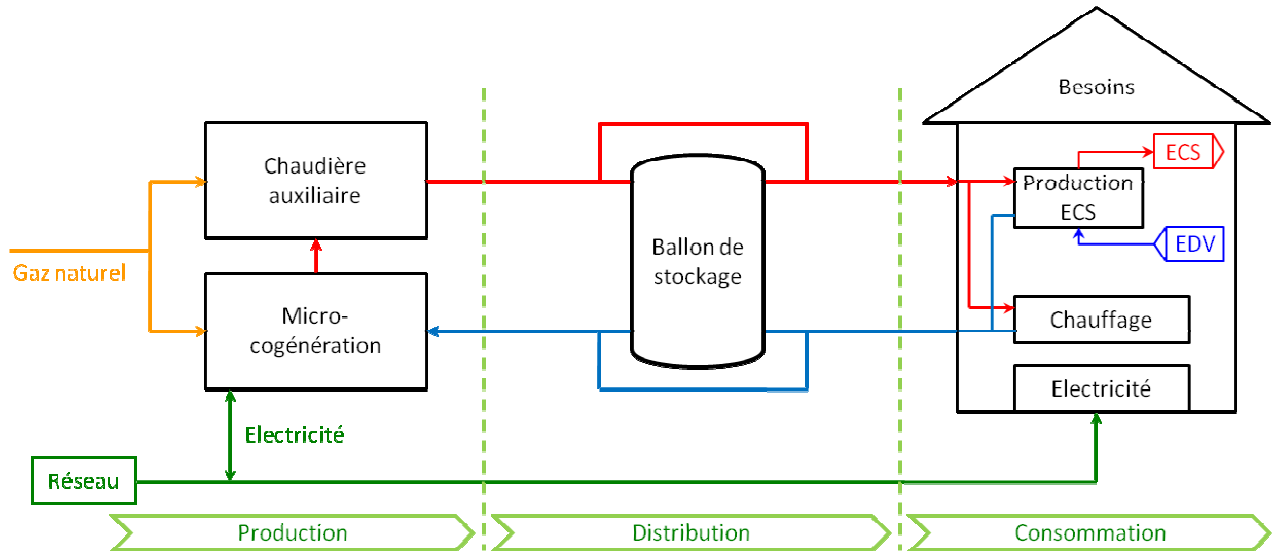 Besoins
Chaudière
auxiliaire
ECS
Production
ECS
EDV
Gaz naturel
Ballon de
stockage
Micro-
cogénération
Chauffage
Electricité
Electricité
Réseau
Production
Distribution
Consommation